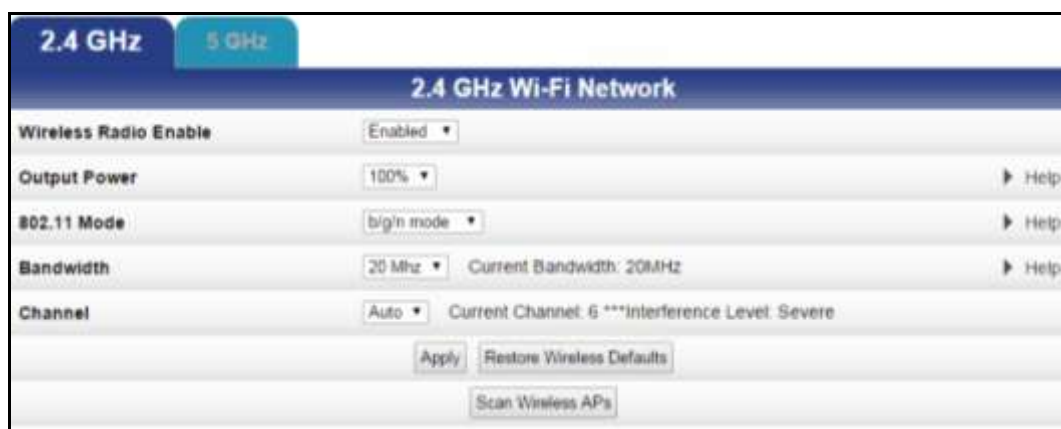 2.4 GHz 5 GHz
2.4 GHz Wi-Fi Network
Wireless Radio Enable Enabled
Output Power 100% Help
802.11 Mode b/g/n mode Help
Bandwidth 20 Mhz Current Bandwidth: 20MHz Help
Channel Auto Current Channel: 6 ***Interference Level: Severe
Apply Restore Wireless Defaults
Scan Wireless APs